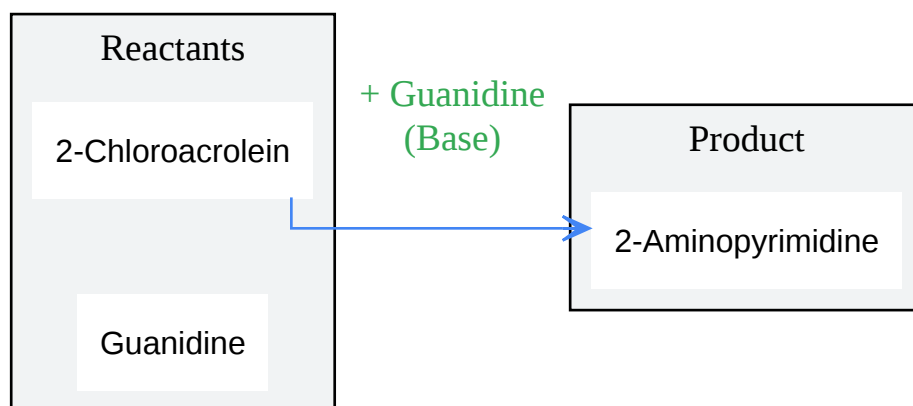 Reactants
2-Chloroacrolein
Guanidine
+ Guanidine
(Base)
Product
2-Aminopyrimidine